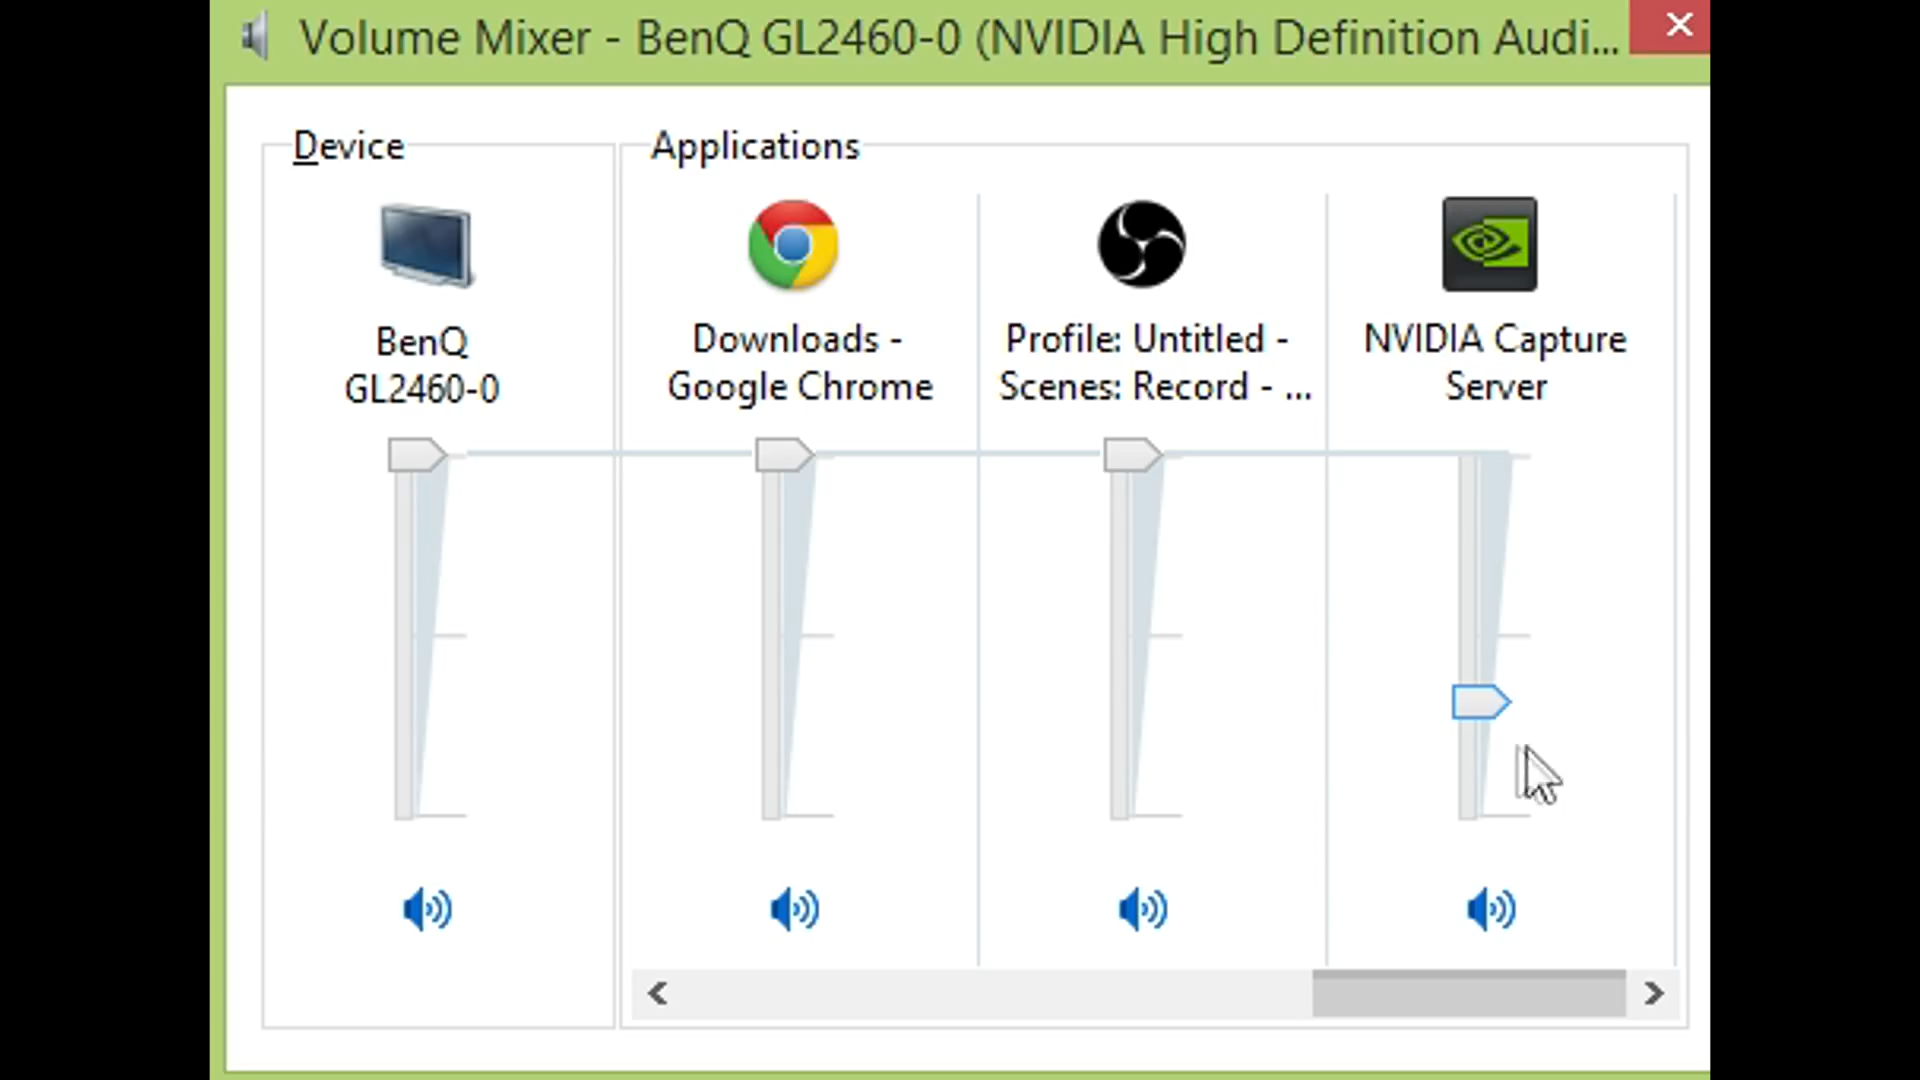 Volume Mixer - BenQ GL2460-0 (NVIDIA High Definition Audi...
Device
Applications
BenQ
GL2460-0
Downloads -
Google Chrome
Profile: Untitled -
Scenes: Record - ...
NVIDIA Capture
Server